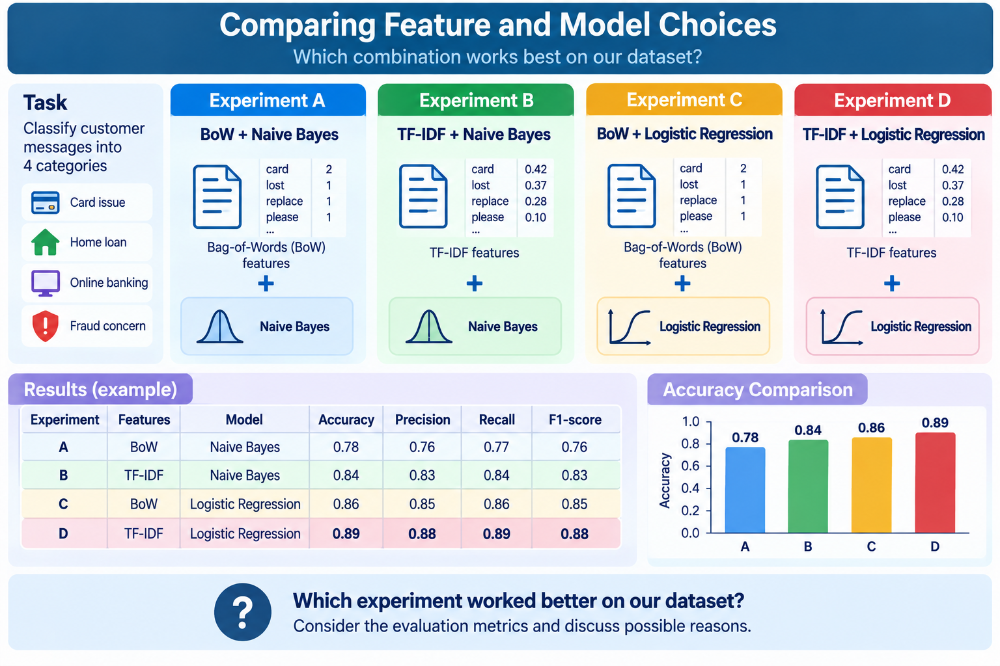 Comparing Feature and Model Choices
Which combination works best on our dataset?
Task
Classify customer
messages into
4 categories
Card issue
Home loan
Online banking
Fraud concern
Experiment A
BoW + Naive Bayes
card 2
lost 1
replace 1
please 1
...
Bag-of-Words (BoW)
features
+
Naive Bayes
Experiment B
TF-IDF + Naive Bayes
card 0.42
lost 0.37
replace 0.28
please 0.10
...
TF-IDF features
+
Naive Bayes
Experiment C
BoW + Logistic Regression
card 2
lost 1
replace 1
please 1
...
Bag-of-Words (BoW)
features
+
Logistic Regression
Experiment D
TF-IDF + Logistic Regression
card 0.42
lost 0.37
replace 0.28
please 0.10
...
TF-IDF features
+
Logistic Regression
Results (example)
Experiment Features Model Accuracy Precision Recall F1-score
A BoW Naive Bayes 0.78 0.76 0.77 0.76
B TF-IDF Naive Bayes 0.84 0.83 0.84 0.83
C BoW Logistic Regression 0.86 0.85 0.86 0.85
D TF-IDF Logistic Regression 0.89 0.88 0.89 0.88
Accuracy Comparison
Accuracy
1.0
0.8
0.6
0.4
0.2
0.0
0.78 0.84 0.86 0.89
A B C D
?
Which experiment worked better on our dataset?
Consider the evaluation metrics and discuss possible reasons.